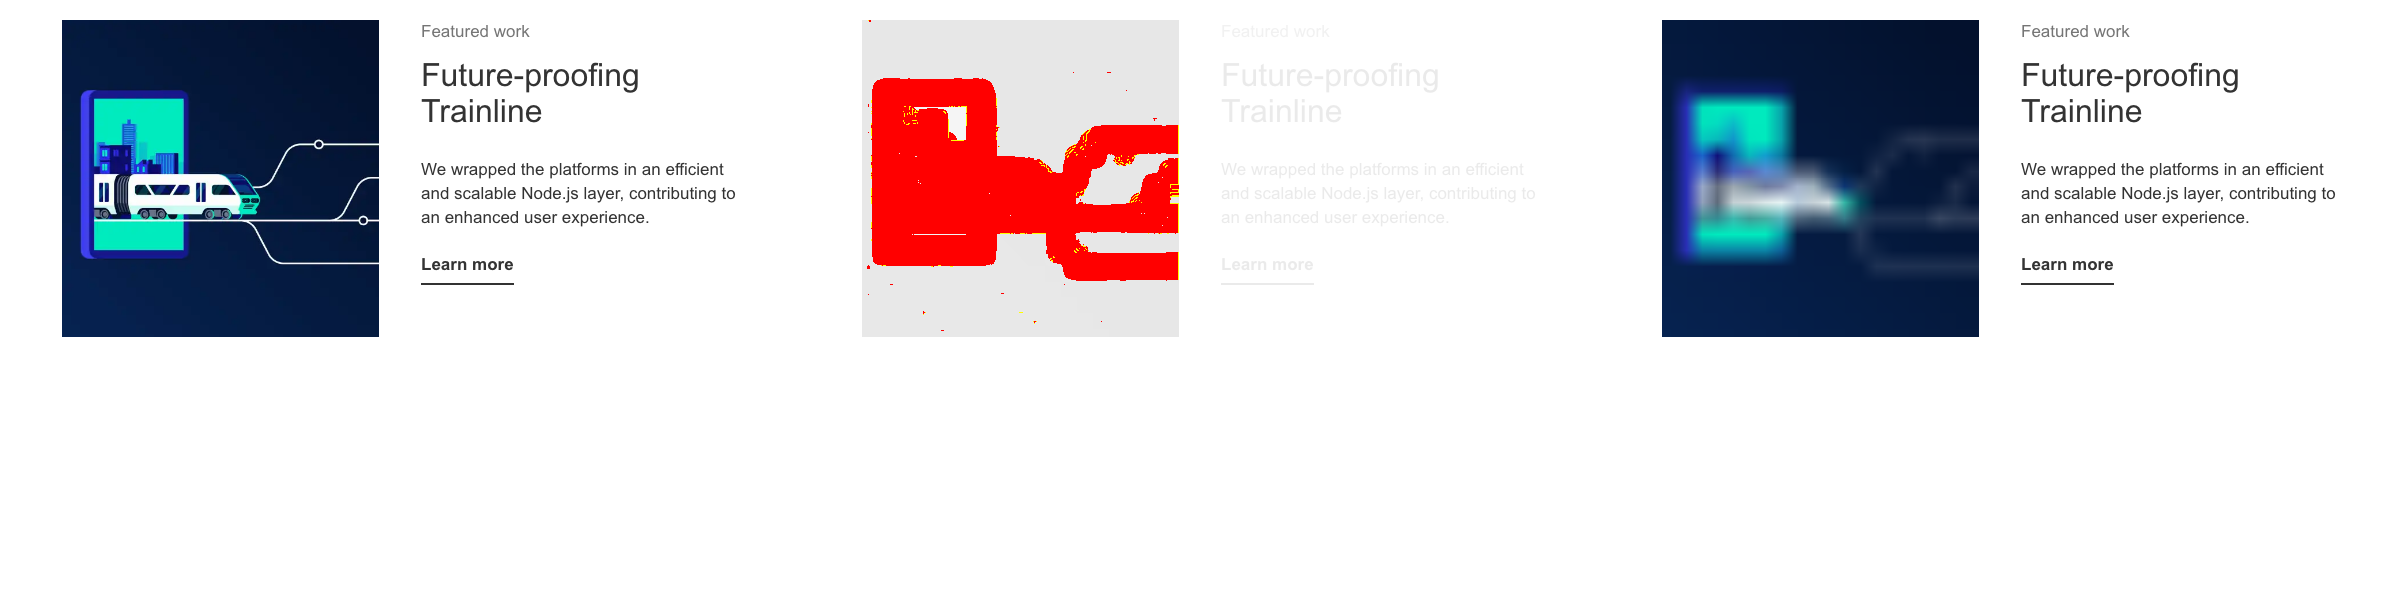 Featured work
Future-proofing
Trainline
We wrapped the platforms in an efficient
and scalable Node.js layer, contributing to
an enhanced user experience.
Learn more
Featured work
Future-proofing
Trainline
We wrapped the platforms in an efficient
and scalable Node.js layer, contributing to
an enhanced user experience.
Learn more
Featured work
Future-proofing
Trainline
We wrapped the platforms in an efficient
and scalable Node.js layer, contributing to
an enhanced user experience.
Learn more